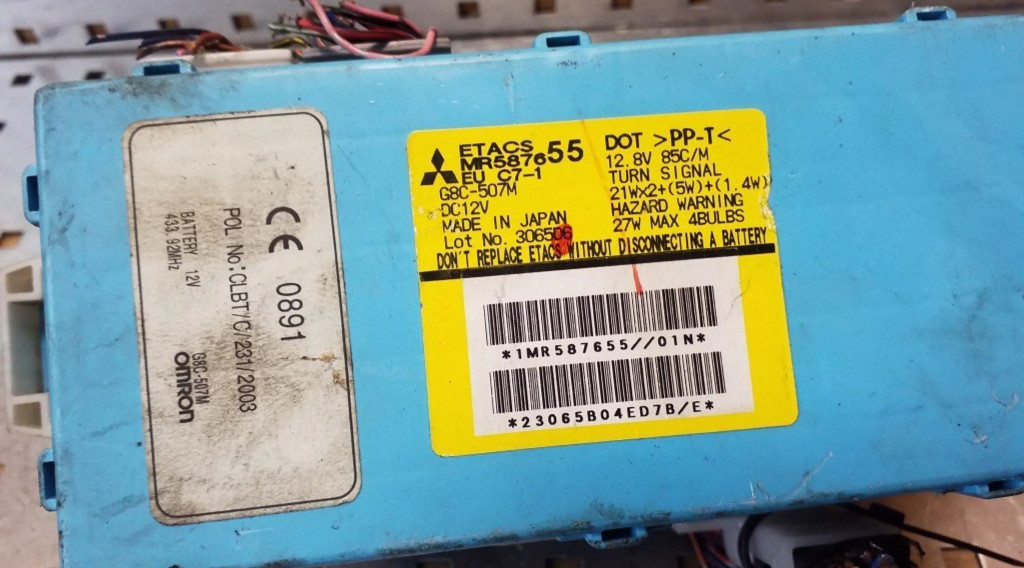 CE 0891
POL No:CLBT/C/231/2003
BATTERY 12V
433.92MHz
G8C-507M
OMRON
ETACS
MR587655
EU C7-1
G8C-507M
DC12V
MADE IN JAPAN
Lot No. 306506
DOT >PP-T<
12.8V 85C/M
TURN SIGNAL
21W×2+(5W)+(1.4W)
HAZARD WARNING
27W MAX 4BULBS
DON'T REPLACE ETACS WITHOUT DISCONNECTING A BATTERY
*1MR587655//01N*
*23065B04ED7B/E*